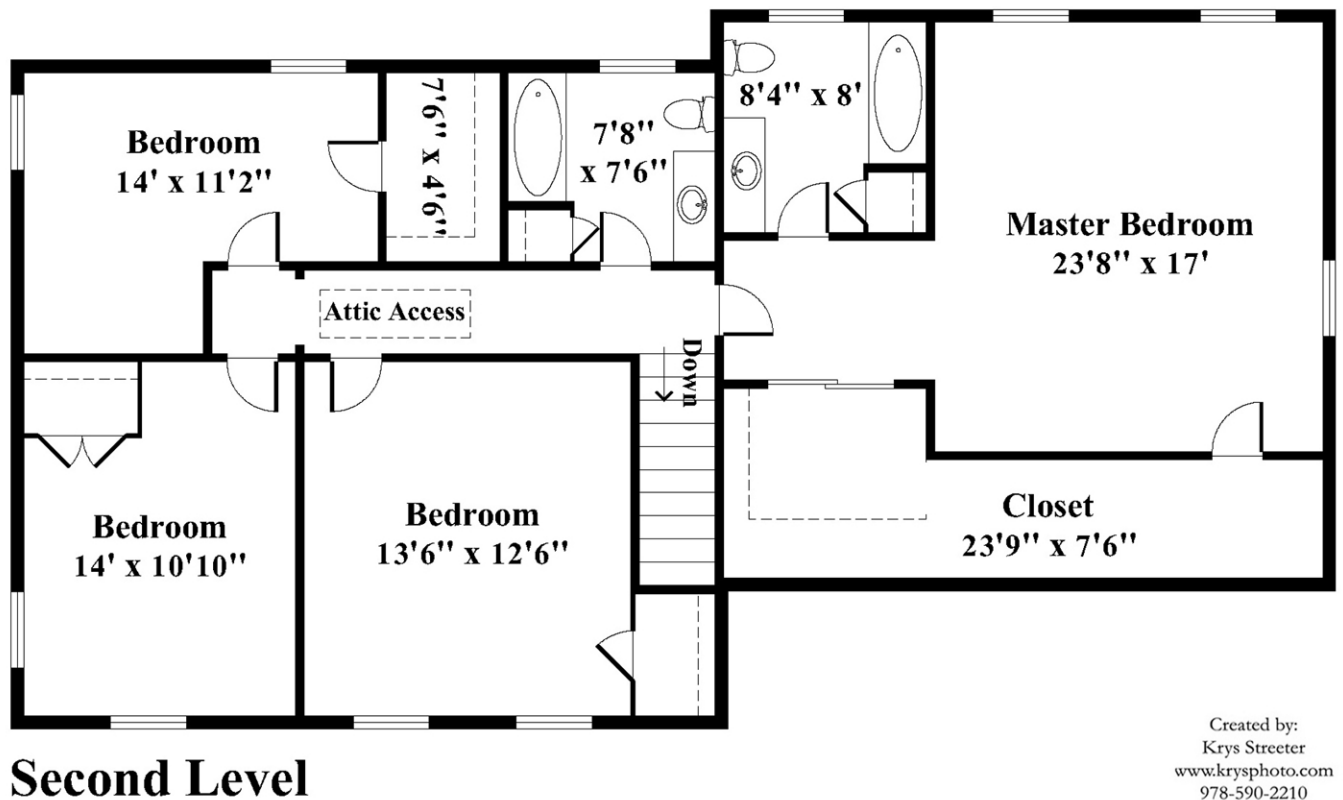 Bedroom
14' x 11'2"
7'6" x 4'6"
7'8"
x 7'6"
8'4" x 8'
Master Bedroom
23'8" x 17'
Attic Access
Down
Bedroom
14' x 10'10"
Bedroom
13'6" x 12'6"
Closet
23'9" x 7'6"
Second Level
Created by:
Krys Streeter
www.krysphoto.com
978-590-2210